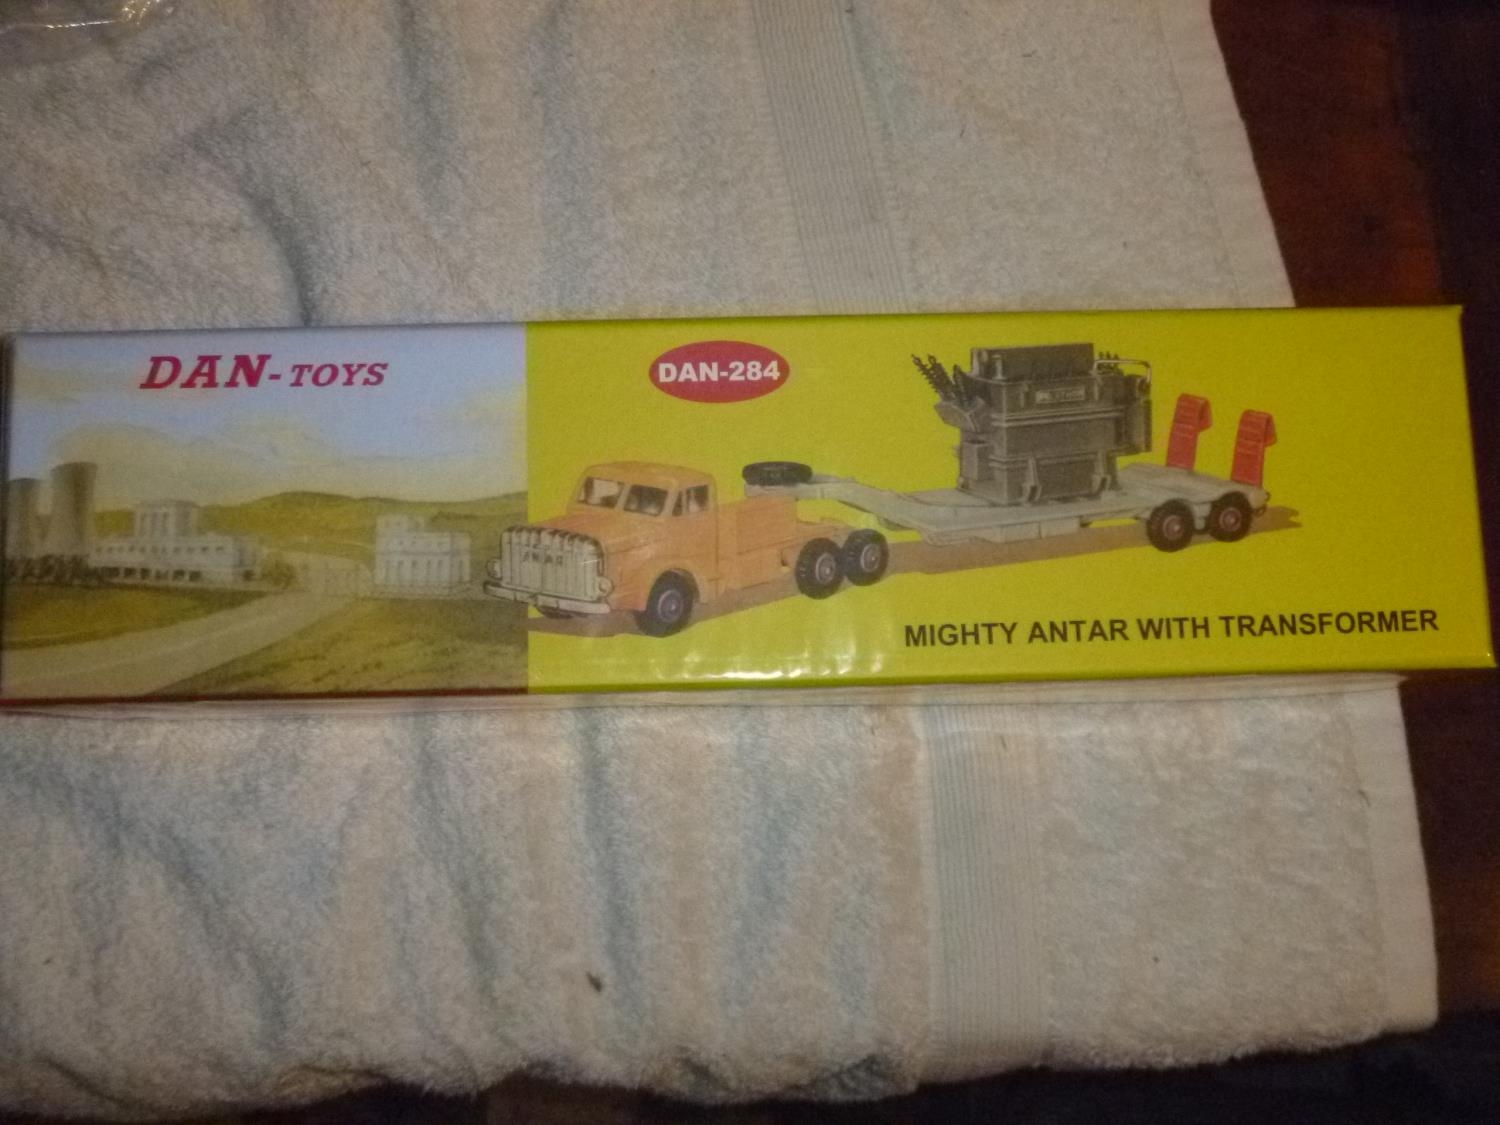 DAN-TOYS
DAN-284
MIGHTY ANTAR WITH TRANSFORMER